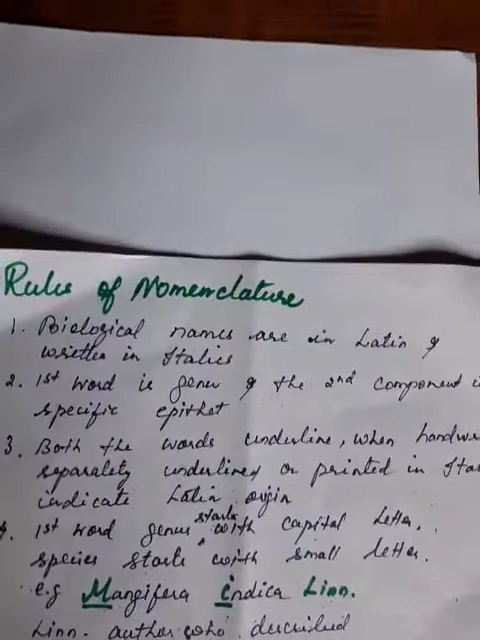 Rules of Nomenclature
1. Biological names are in Latin &
written in Italics
2. 1st word is genus & the 2nd component is
specific epithet
3. Both the words underline, when handw
separately underlined or printed in Ita
indicate Latin origin
4. 1st word genus starts with capital letter,
species starts with small letter.
e.g Mangifera indica Linn.
Linn. author who described